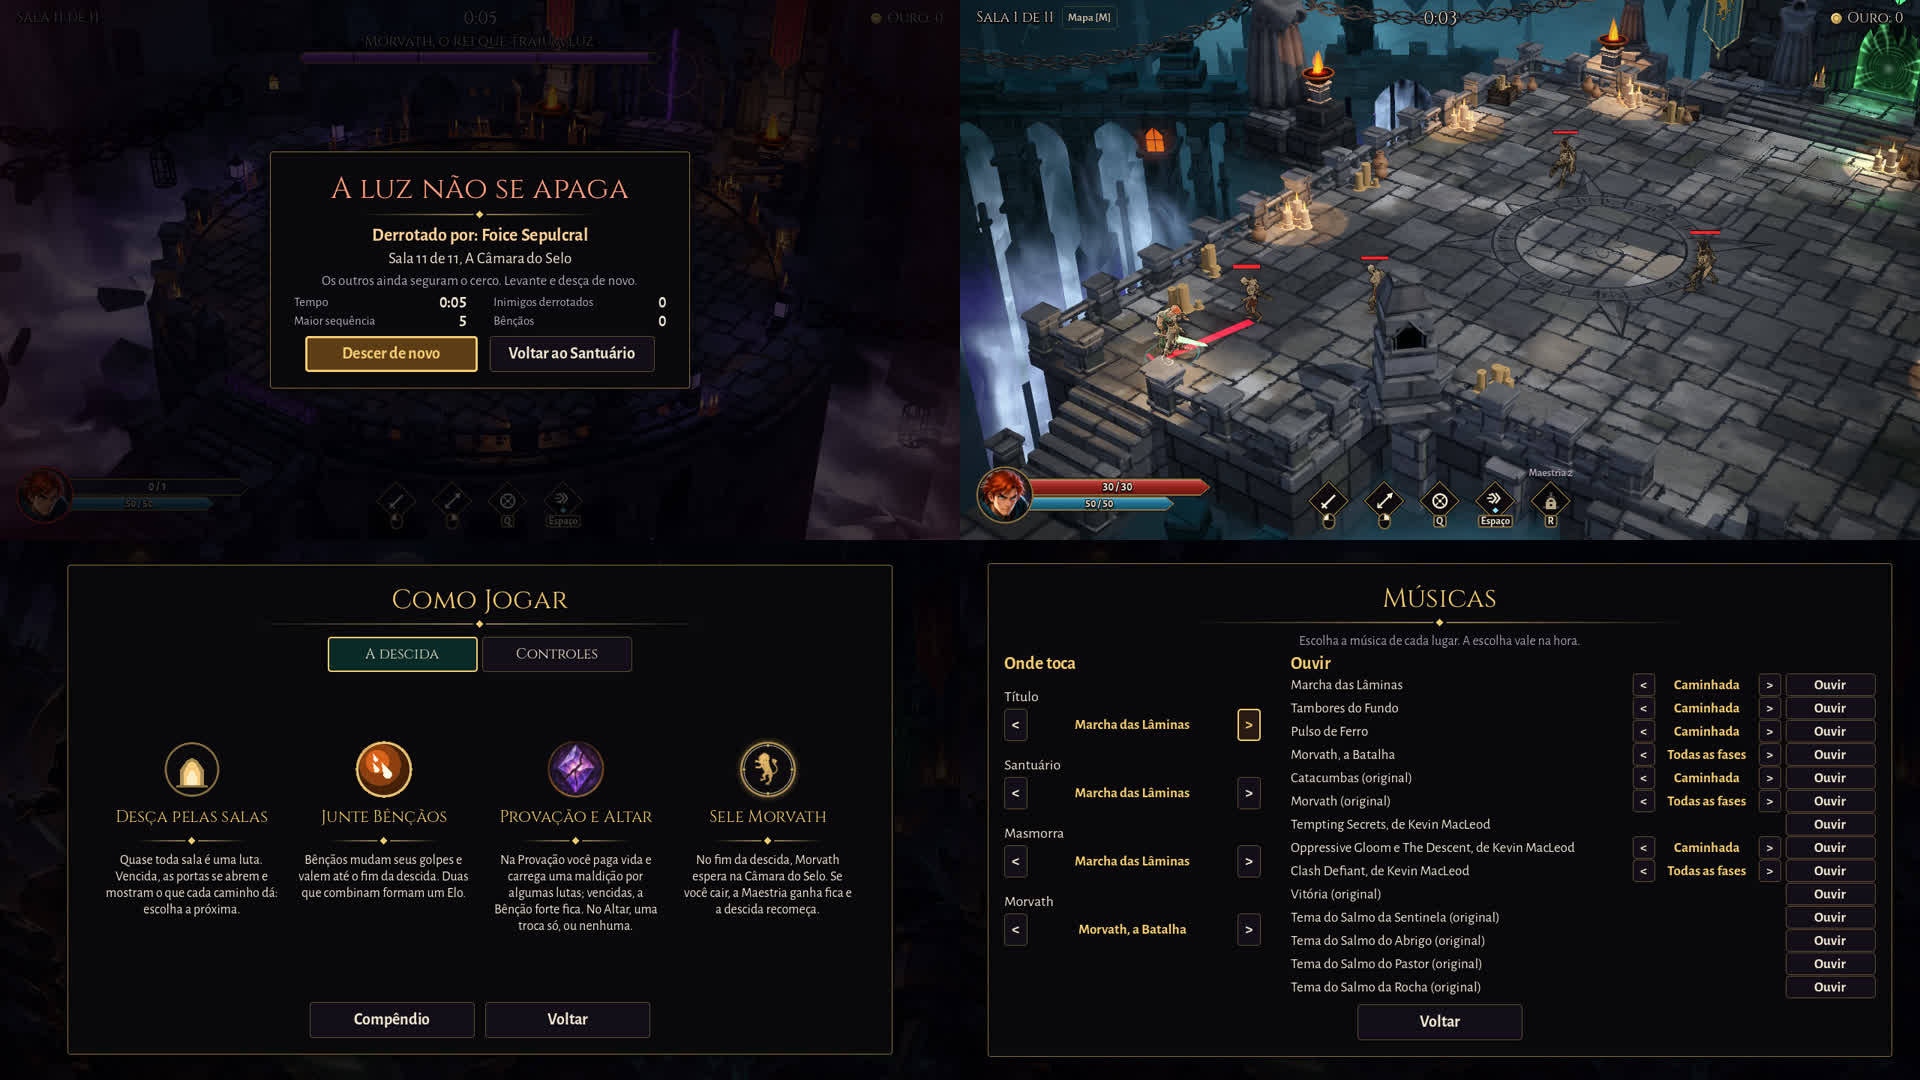 SALA 11 DE 11
0:05
OURO: 0
MORVATH, O REI QUE TRAIU A LUZ
A LUZ NÃO SE APAGA
Derrotado por: Foice Sepulcral
Sala 11 de 11, A Câmara do Selo
Os outros ainda seguram o cerco. Levante e desça de novo.
Tempo 0:05 Inimigos derrotados 0
Maior sequência 5 Bênçãos 0
Descer de novo Voltar ao Santuário
0/1
50/50
Q Espaço
SALA 1 DE 11 Mapa [M]
0:03
OURO: 0
Maestria 2
30/30
50/50
Q Espaço R
COMO JOGAR
A DESCIDA CONTROLES
DESÇA PELAS SALAS
Quase toda sala é uma luta.
Vencida, as portas se abrem e
mostram o que cada caminho dá:
escolha a próxima.
JUNTE BÊNÇÃOS
Bênçãos mudam seus golpes e
valem até o fim da descida. Duas
que combinam formam um Elo.
PROVAÇÃO E ALTAR
Na Provação você paga vida e
carrega uma maldição por
algumas lutas; vencidas, a
Bênção forte fica. No Altar, uma
troca só, ou nenhuma.
SELE MORVATH
No fim da descida, Morvath
espera na Câmara do Selo. Se
você cair, a Maestria ganha fica e
a descida recomeça.
Compêndio Voltar
MÚSICAS
Escolha a música de cada lugar. A escolha vale na hora.
Onde toca
Título
< Marcha das Lâminas >
Santuário
< Marcha das Lâminas >
Masmorra
< Marcha das Lâminas >
Morvath
< Morvath, a Batalha >
Ouvir
Marcha das Lâminas < Caminhada > Ouvir
Tambores do Fundo < Caminhada > Ouvir
Pulso de Ferro < Caminhada > Ouvir
Morvath, a Batalha < Todas as fases > Ouvir
Catacumbas (original) < Caminhada > Ouvir
Morvath (original) < Todas as fases > Ouvir
Tempting Secrets, de Kevin MacLeod Ouvir
Oppressive Gloom e The Descent, de Kevin MacLeod < Caminhada > Ouvir
Clash Defiant, de Kevin MacLeod < Todas as fases > Ouvir
Vitória (original) Ouvir
Tema do Salmo da Sentinela (original) Ouvir
Tema do Salmo do Abrigo (original) Ouvir
Tema do Salmo do Pastor (original) Ouvir
Tema do Salmo da Rocha (original) Ouvir
Voltar